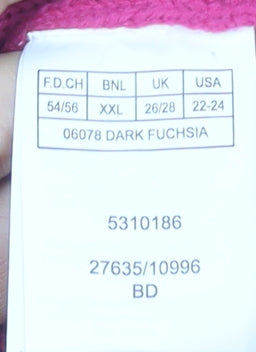 F.D.CH BNL UK USA
54/56 XXL 26/28 22-24
06078 DARK FUCHSIA
5310186
27635/10996
BD